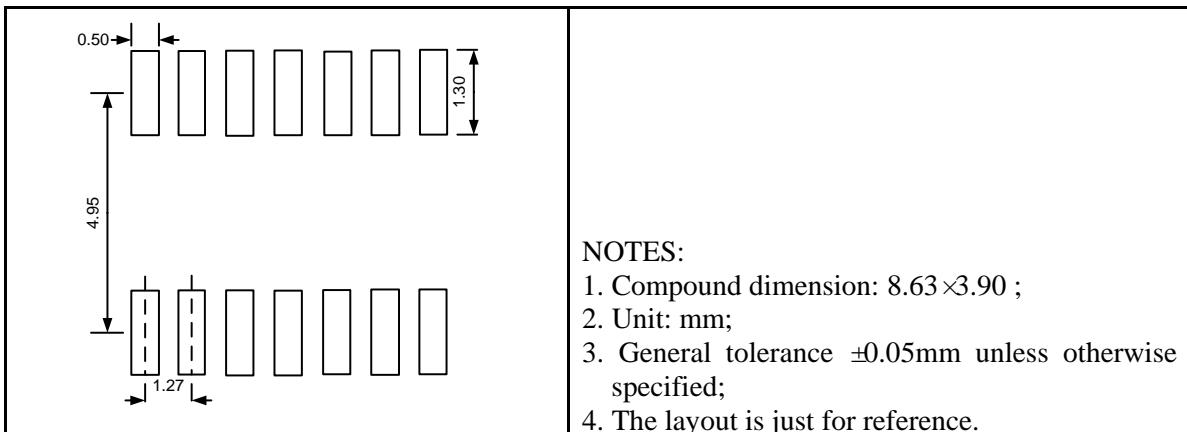 0.50
1.30
4.95
1.27
NOTES:
1. Compound dimension: 8.63×3.90 ;
2. Unit: mm;
3. General tolerance ±0.05mm unless otherwise
specified;
4. The layout is just for reference.